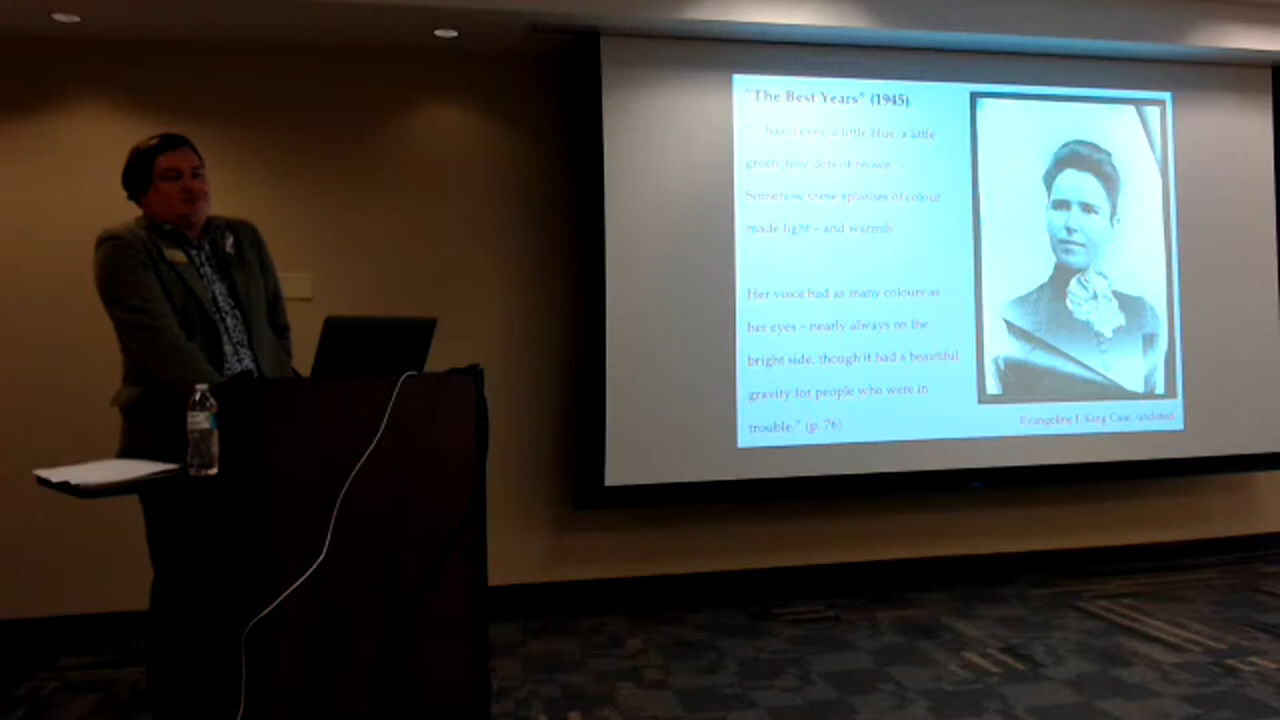 "The Best Years" (1945)
"... hazel eyes, a little blue, a little
green, tiny dots of brown.
Somehow these splashes of colour
made light – and warmth.
Her voice had as many colours as
her eyes – nearly always on the
bright side, though it had a beautiful
gravity for people who were in
trouble." (p. 76)
Evangeline J. King Case, undated